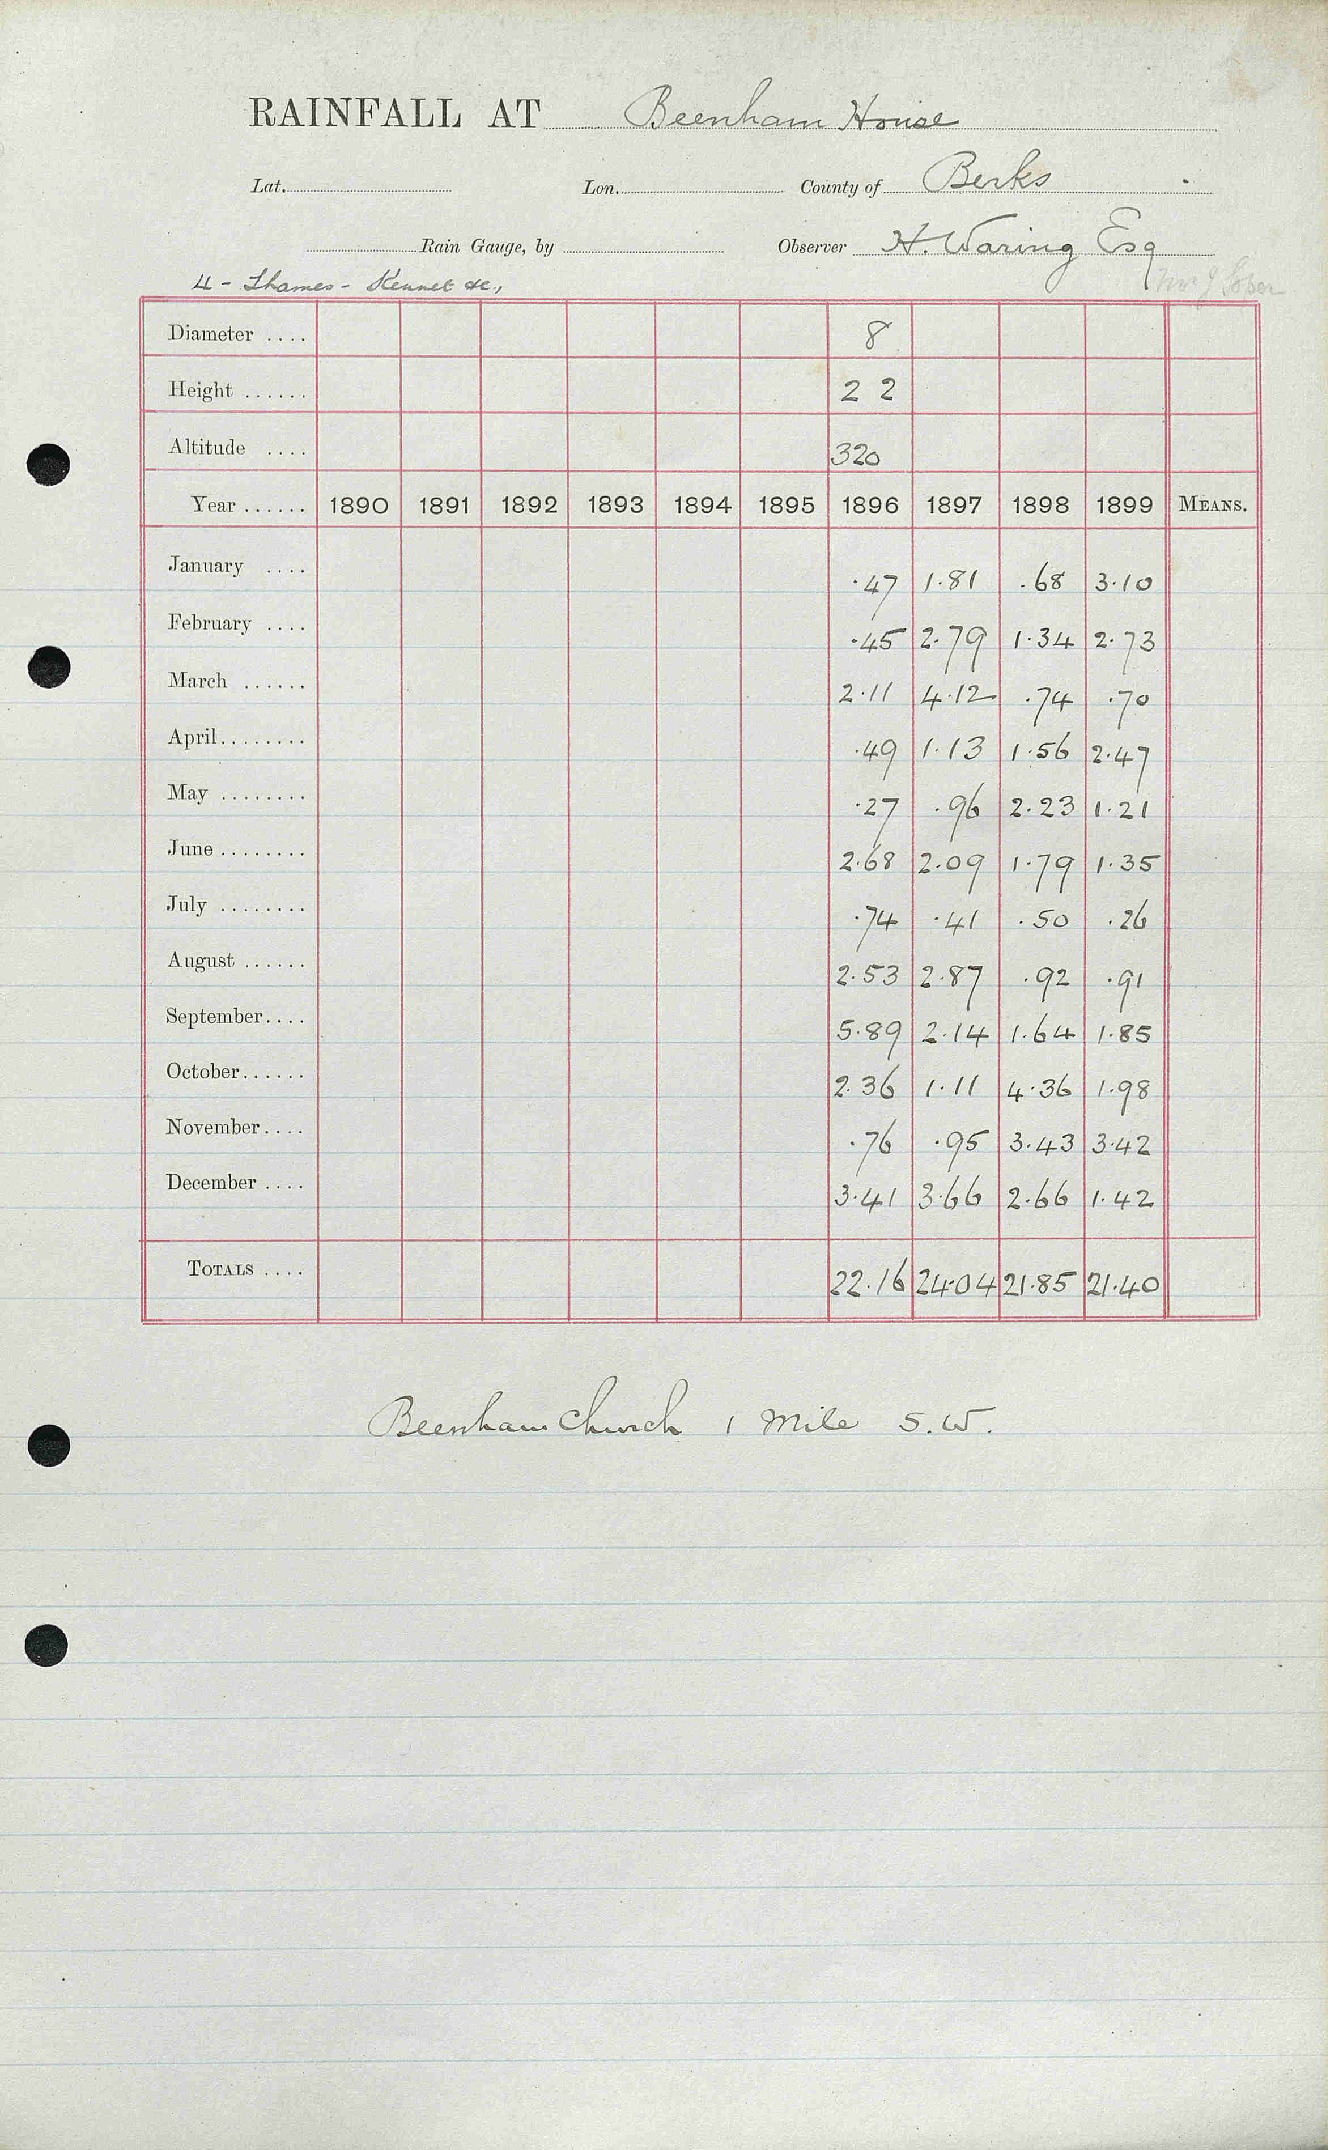 RAINFALL AT Beenham House
Lat. Lon. County of Berks
Rain Gauge, by Observer H. Waring Esq
4 - Thames - Kennet &c,
Diameter .... 8
Height ...... 2 2
Altitude .... 320
Year ...... 1890 1891 1892 1893 1894 1895 1896 1897 1898 1899 MEANS.
January .... .47 1.81 .68 3.10
February .... .45 2.79 1.34 2.73
March ...... 2.11 4.12 .74 .70
April........ .49 1.13 1.56 2.47
May ........ .27 .96 2.23 1.21
June ........ 2.68 2.09 1.79 1.35
July ........ .74 .41 .50 .26
August ...... 2.53 2.87 .92 .91
September.... 5.89 2.14 1.64 1.85
October...... 2.36 1.11 4.36 1.98
November.... .76 .95 3.43 3.42
December .... 3.41 3.66 2.66 1.42
TOTALS .... 22.16 24.04 21.85 21.40
Beenham Church 1 Mile S.W.